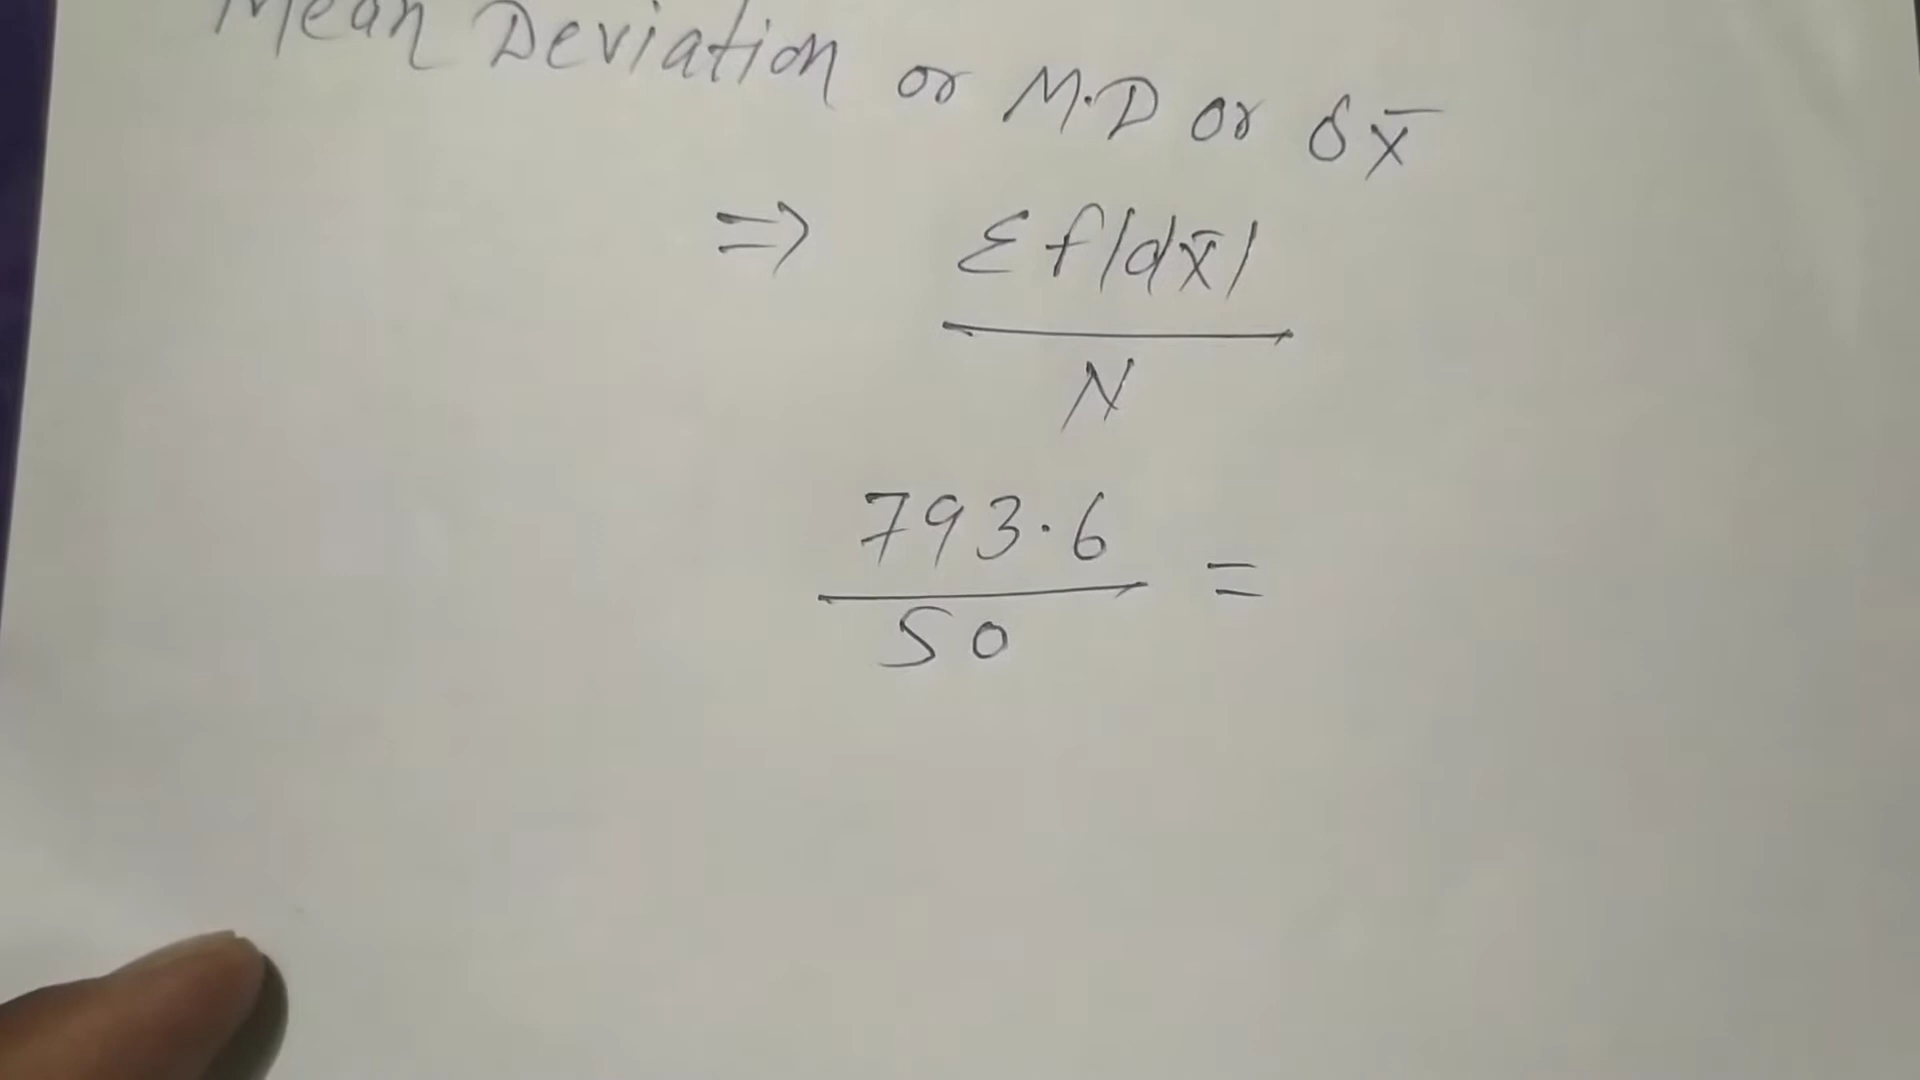 Mean Deviation or M.D or δx̄
⇒ Σf|dx̄|
N
793.6
50
=